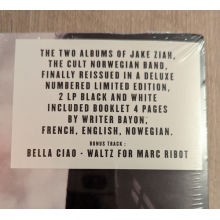 THE TWO ALBUMS OF JAKE ZIAH,
THE CULT NORWEGIAN BAND,
FINALLY REISSUED IN A DELUXE
NUMBERED LIMITED EDITION,
2 LP BLACK AND WHITE
INCLUDED BOOKLET 4 PAGES
BY WRITER BAYON,
FRENCH, ENGLISH, NOWEGIAN.
BONUS TRACK :
BELLA CIAO - WALTZ FOR MARC RIBOT